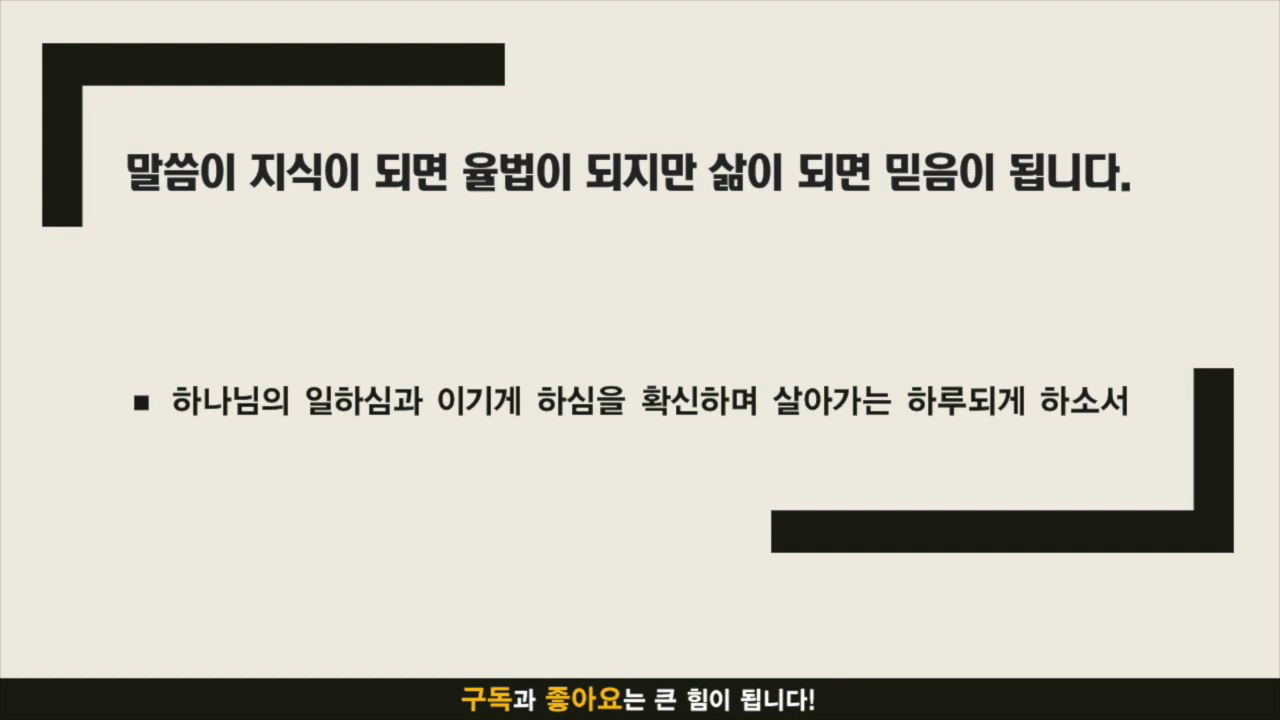 말씀이 지식이 되면 율법이 되지만 삶이 되면 믿음이 됩니다.
■ 하나님의 일하심과 이기게 하심을 확신하며 살아가는 하루되게 하소서
구독과 좋아요는 큰 힘이 됩니다!